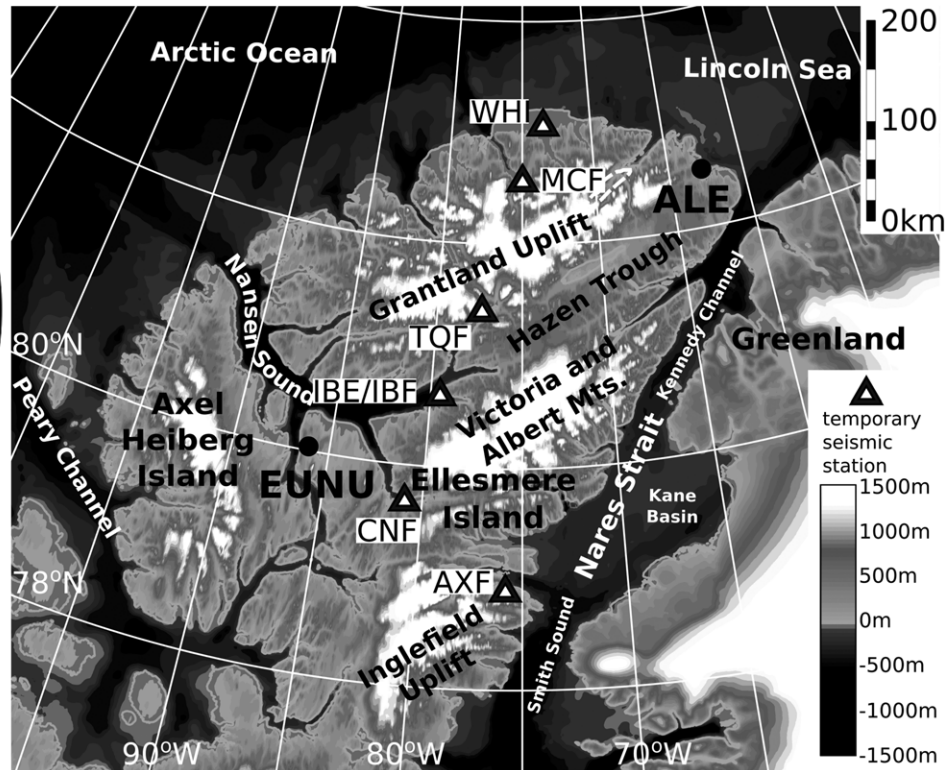 Arctic Ocean
Lincoln Sea
200
100
0km
WHI
MCF
ALE
Grantland Uplift
Hazen Trough
Nansen Sound
TQF
Kennedy Channel
Greenland
80°N
Peary Channel
IBE/IBF
Victoria and
Albert Mts.
Axel
Heiberg
Island
EUNU
Ellesmere
Island
CNF
Nares Strait
Kane
Basin
temporary
seismic
station
1500m
1000m
500m
0m
-500m
-1000m
-1500m
78°N
AXF
Inglefield
Uplift
Smith Sound
90°W
80°W
70°W